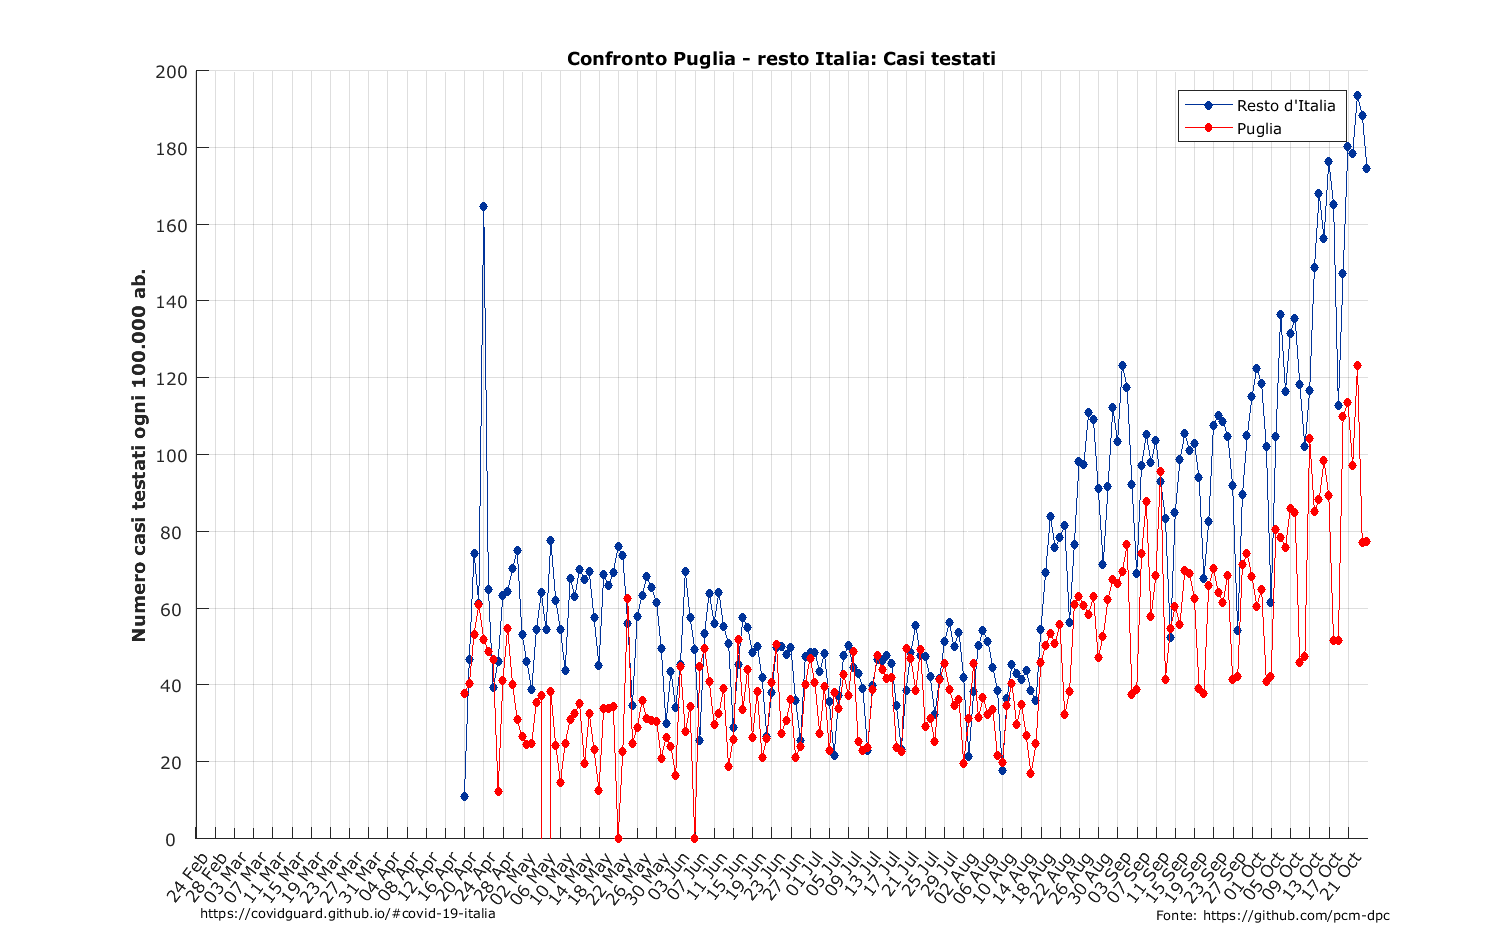 Confronto Puglia - resto Italia: Casi testati
Resto d'Italia
Puglia
Numero casi testati ogni 100.000 ab.
200
180
160
140
120
100
80
60
40
20
0
24 Feb
28 Feb
03 Mar
07 Mar
11 Mar
15 Mar
19 Mar
23 Mar
27 Mar
31 Mar
04 Apr
08 Apr
12 Apr
16 Apr
20 Apr
24 Apr
28 Apr
02 May
06 May
10 May
14 May
18 May
22 May
26 May
30 May
03 Jun
07 Jun
11 Jun
15 Jun
19 Jun
23 Jun
27 Jun
01 Jul
05 Jul
09 Jul
13 Jul
17 Jul
21 Jul
25 Jul
29 Jul
02 Aug
06 Aug
10 Aug
14 Aug
18 Aug
22 Aug
26 Aug
30 Aug
03 Sep
07 Sep
11 Sep
15 Sep
19 Sep
23 Sep
27 Sep
01 Oct
05 Oct
09 Oct
13 Oct
17 Oct
21 Oct
https://covidguard.github.io/#covid-19-italia
Fonte: https://github.com/pcm-dpc